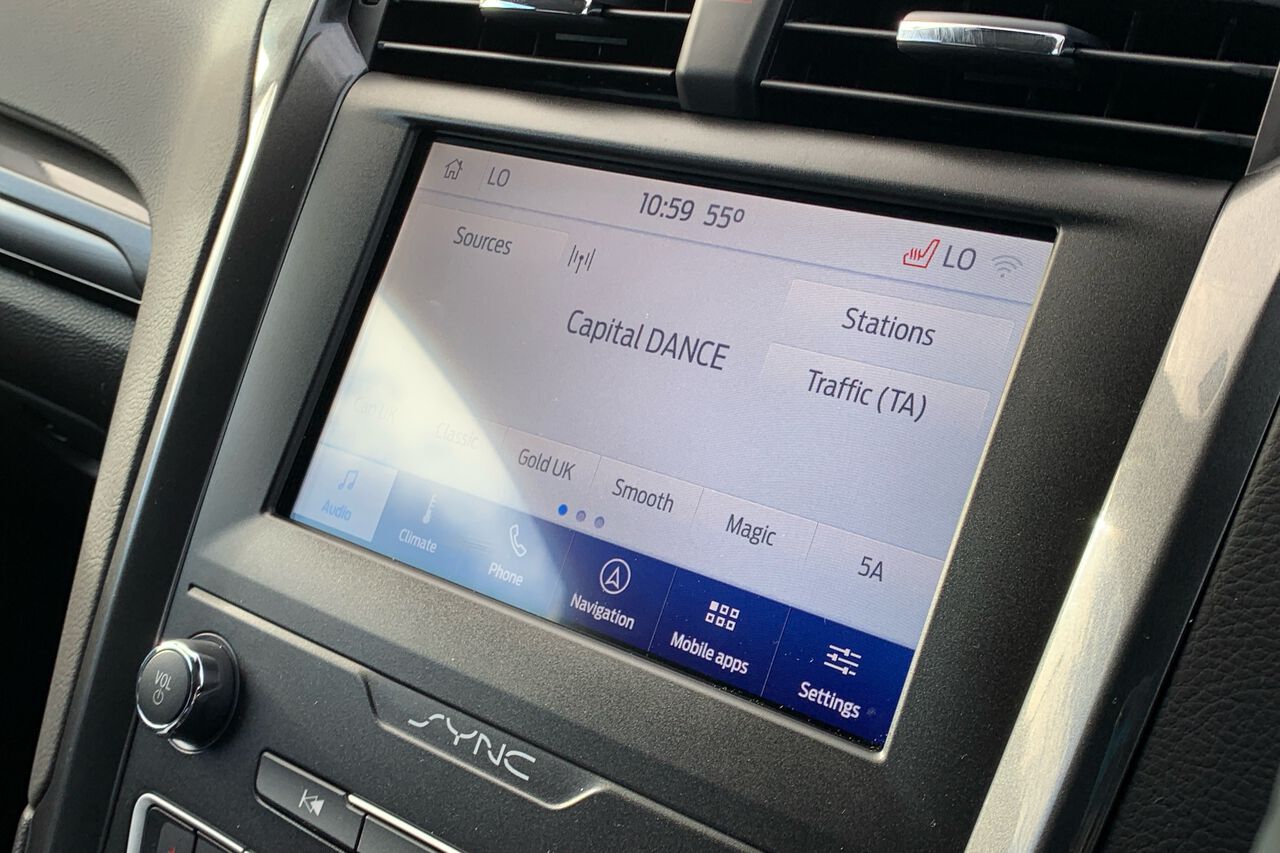 LO
10:59 55º
LO
Sources
Stations
Capital DANCE
Traffic (TA)
Classic
Gold UK
Smooth
Magic
5A
Audio
Climate
Phone
Navigation
Mobile apps
Settings
VOL
SYNC